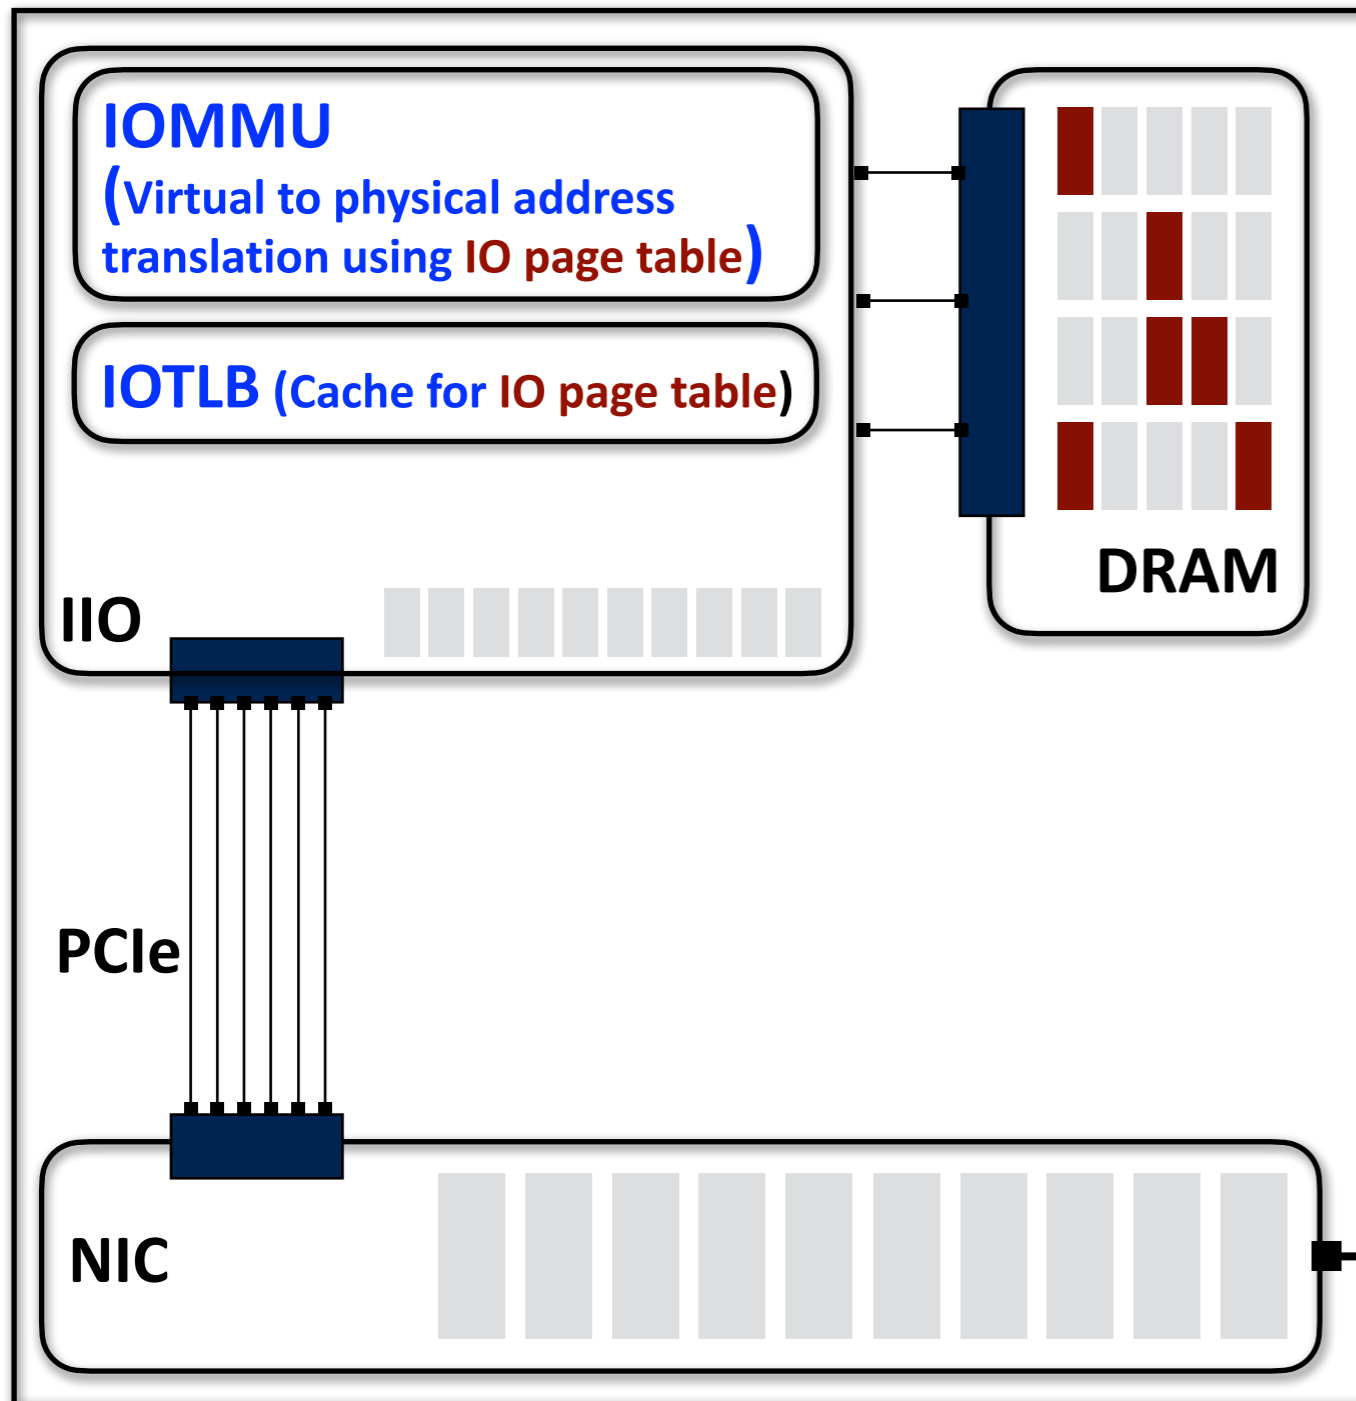 IOMMU
(Virtual to physical address
translation using IO page table)
IOTLB (Cache for IO page table)
DRAM
IIO
PCIe
NIC